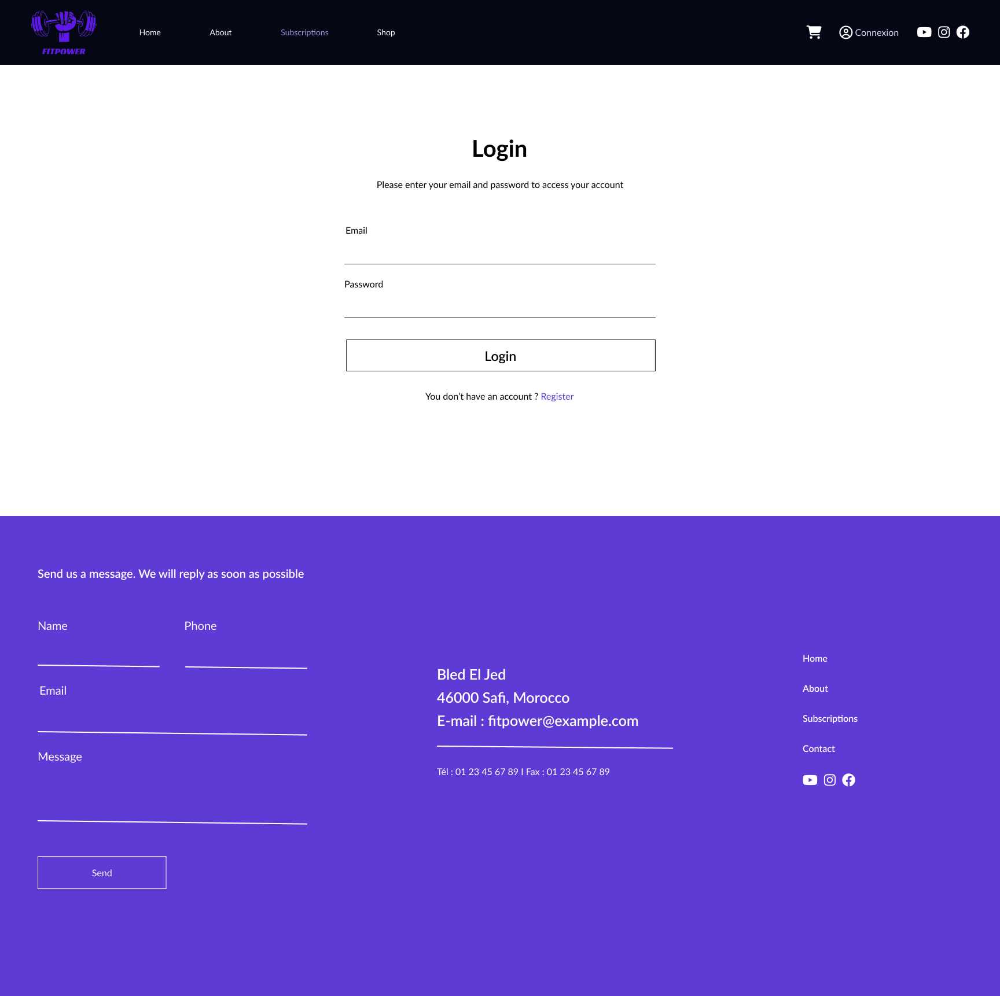 FITPOWER
Home About Subscriptions Shop Connexion
Login
Please enter your email and password to access your account
Email
Password
Login
You don’t have an account ? Register
Send us a message. We will reply as soon as possible
Name Phone
Email
Message
Send
Bled El Jed
46000 Safi, Morocco
E-mail : fitpower@example.com
Tél : 01 23 45 67 89 I Fax : 01 23 45 67 89
Home
About
Subscriptions
Contact